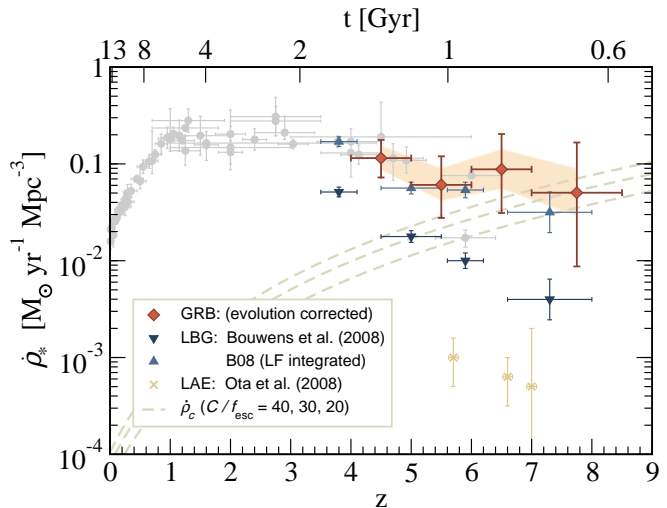 t [Gyr]
13 8 4 2 1 0.6
1
0.1
10⁻²
10⁻³
10⁻⁴
ρ̇* [M⊙ yr⁻¹ Mpc⁻³]
GRB: (evolution corrected)
LBG: Bouwens et al. (2008)
B08 (LF integrated)
LAE: Ota et al. (2008)
ρ̇c (C / fesc = 40, 30, 20)
0 1 2 3 4 5 6 7 8 9
z